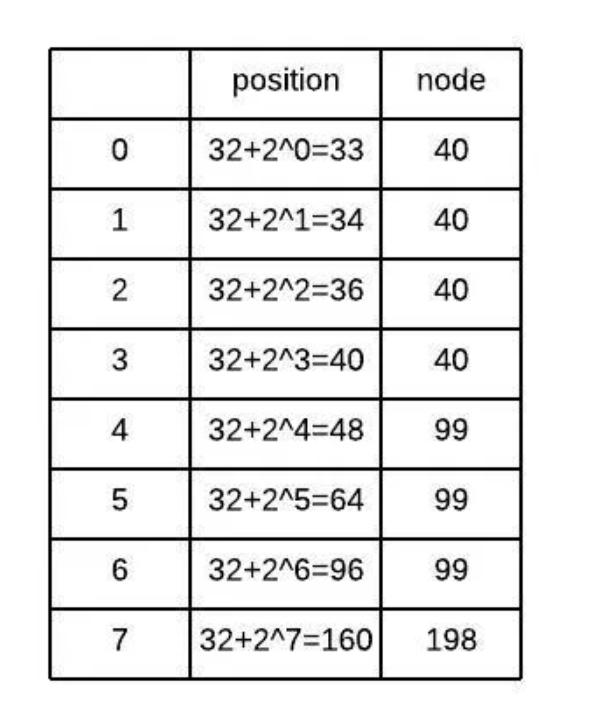 position node
0 32+2^0=33 40
1 32+2^1=34 40
2 32+2^2=36 40
3 32+2^3=40 40
4 32+2^4=48 99
5 32+2^5=64 99
6 32+2^6=96 99
7 32+2^7=160 198